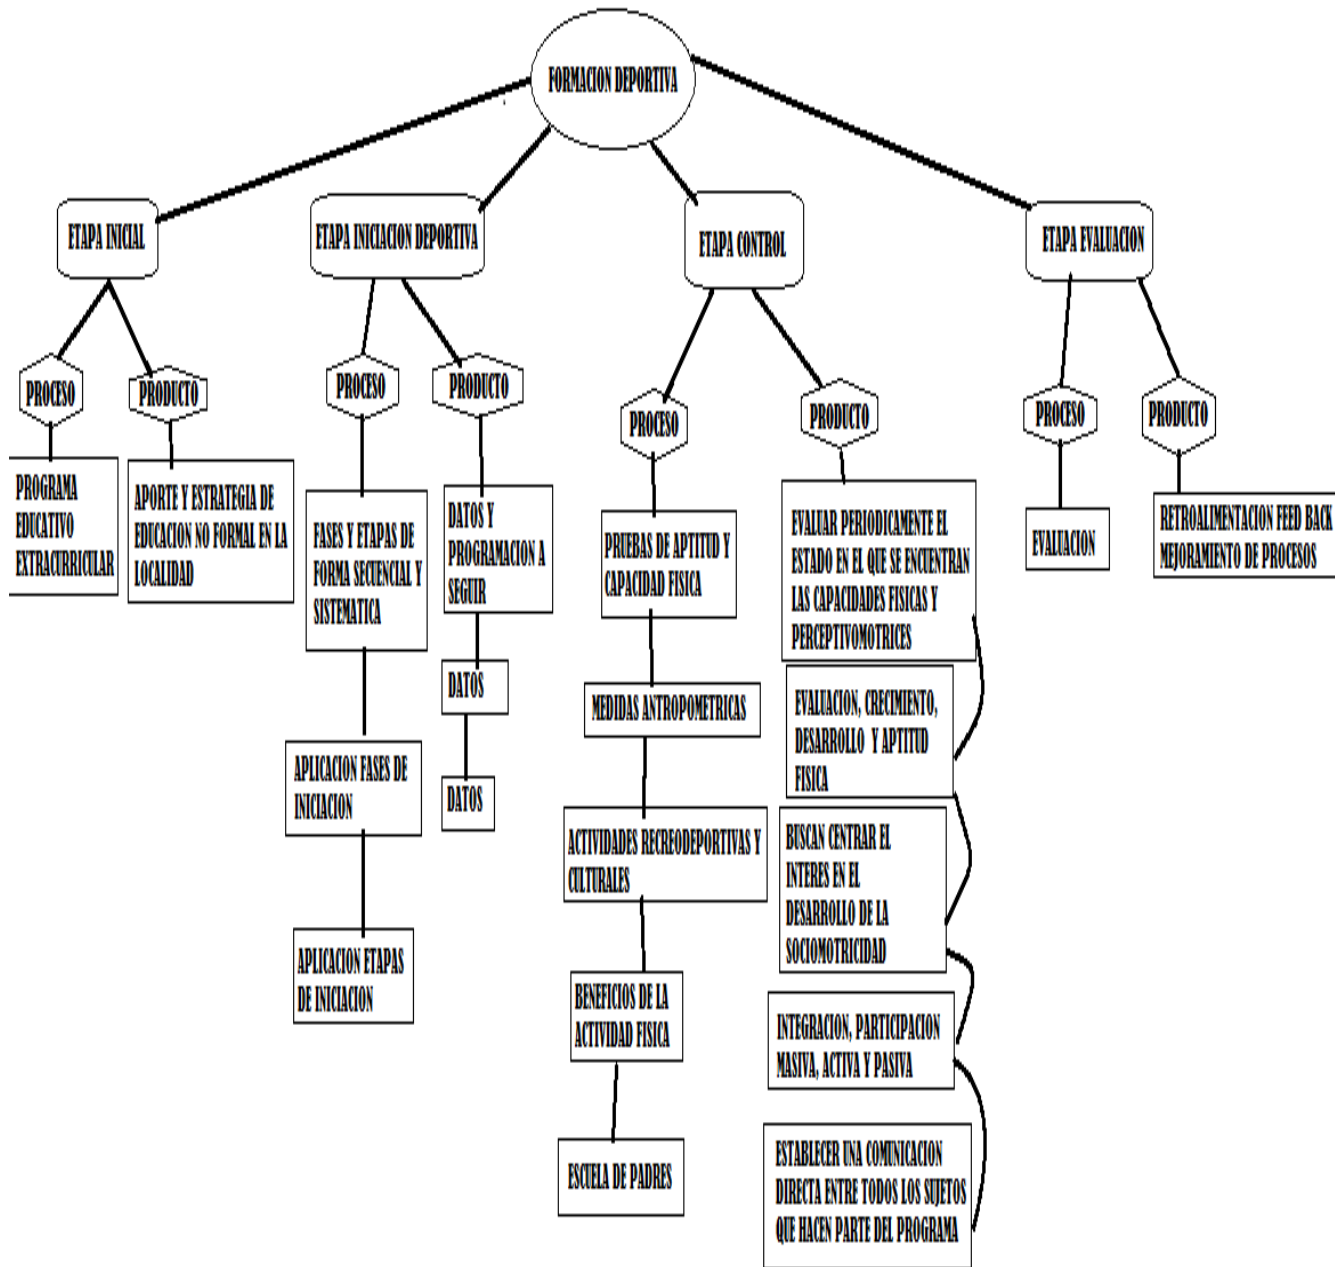 FORMACION DEPORTIVA
ETAPA INICIAL
ETAPA INICIACION DEPORTIVA
ETAPA CONTROL
ETAPA EVALUACION
PROCESO
PRODUCTO
PROCESO
PRODUCTO
PROCESO
PRODUCTO
PROCESO
PRODUCTO
PROGRAMA
EDUCATIVO
EXTRACURRICULAR
APORTE Y ESTRATEGIA DE
EDUCACION NO FORMAL EN LA
LOCALIDAD
FASES Y ETAPAS DE
FORMA SECUENCIAL Y
SISTEMATICA
APLICACION FASES DE
INICIACION
APLICACION ETAPAS
DE INICIACION
DATOS Y
PROGRAMACION A
SEGUIR
DATOS
DATOS
PRUEBAS DE APTITUD Y
CAPACIDAD FISICA
MEDIDAS ANTROPOMETRICAS
ACTIVIDADES RECREODEPORTIVAS Y
CULTURALES
BENEFICIOS DE LA
ACTIVIDAD FISICA
ESCUELA DE PADRES
EVALUAR PERIODICAMENTE EL
ESTADO EN EL QUE SE ENCUENTRAN
LAS CAPACIDADES FISICAS Y
PERCEPTIVOMOTRICES
EVALUACION, CRECIMIENTO,
DESARROLLO Y APTITUD
FISICA
BUSCAN CENTRAR EL
INTERES EN EL
DESARROLLO DE LA
SOCIOMOTRICIDAD
INTEGRACION, PARTICIPACION
MASIVA, ACTIVA Y PASIVA
ESTABLECER UNA COMUNICACION
DIRECTA ENTRE TODOS LOS SUJETOS
QUE HACEN PARTE DEL PROGRAMA
EVALUACION
RETROALIMENTACION FEED BACK
MEJORAMIENTO DE PROCESOS